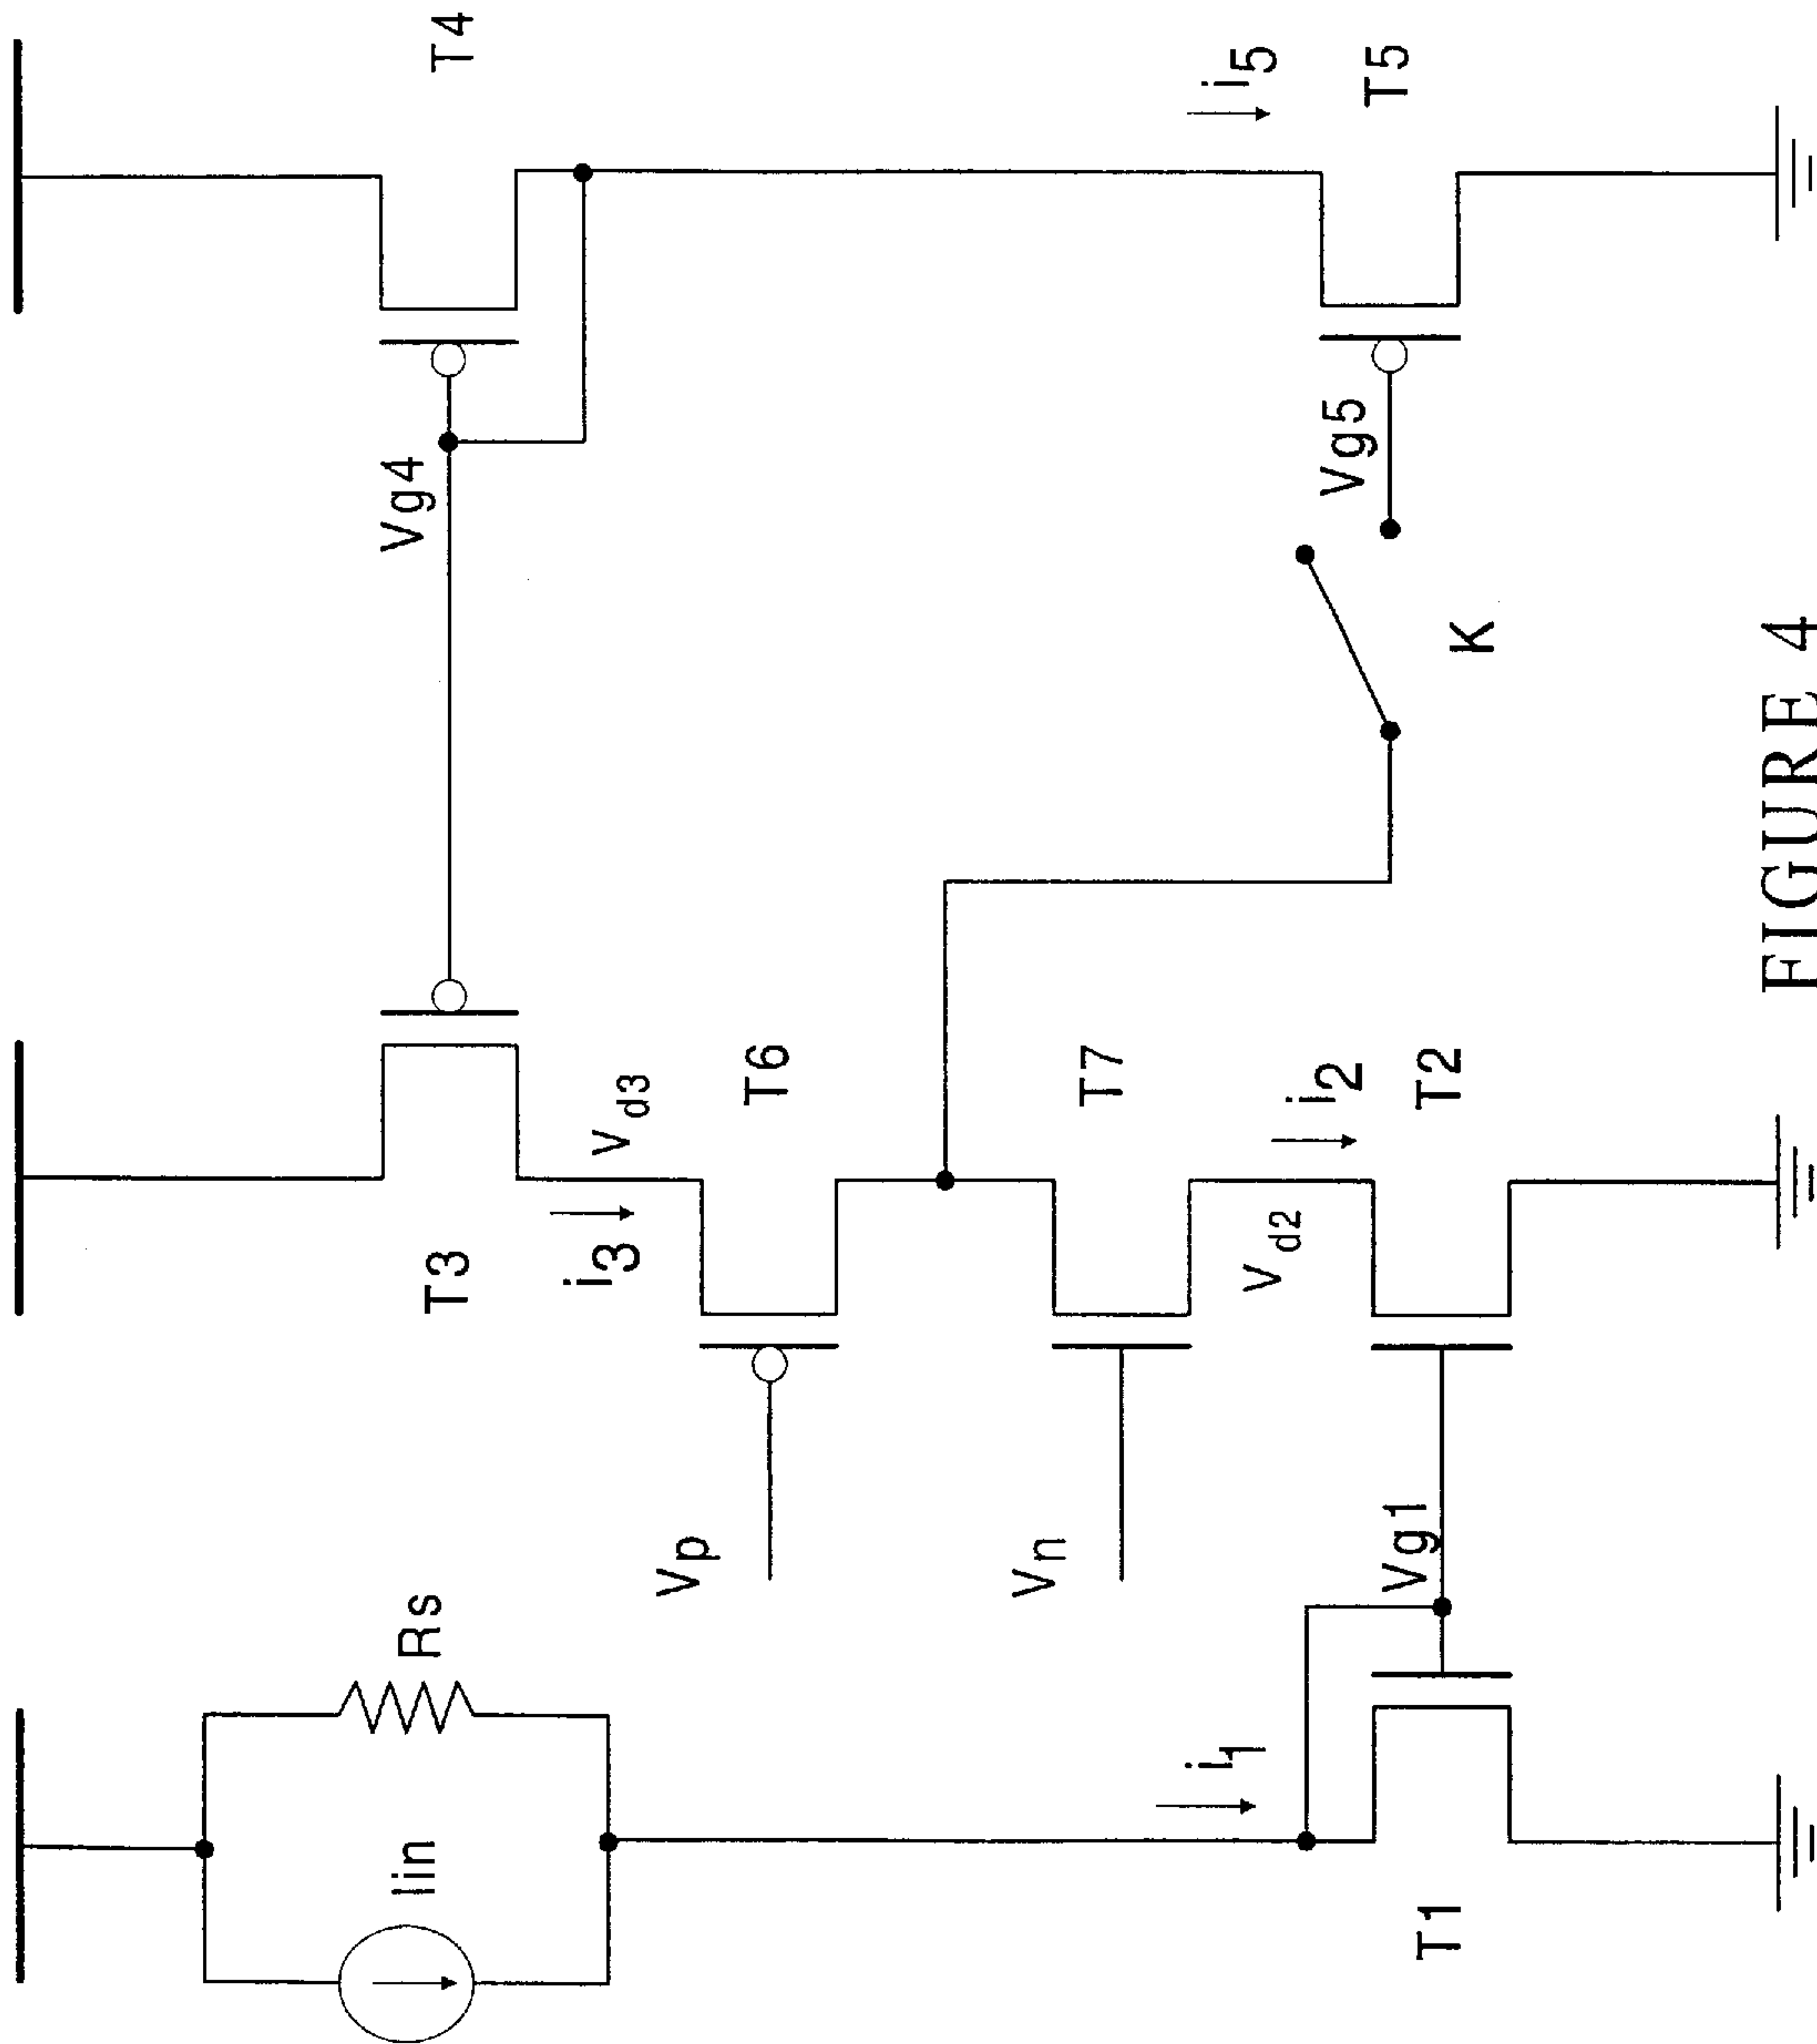 T4
Vg4
i5
T5
Vg5
K
T3
Vd3
i3
T6
T7
i2
T2
Vd2
Vp
Vn
Vg1
Rs
Iin
i1
T1
FIGURE 4